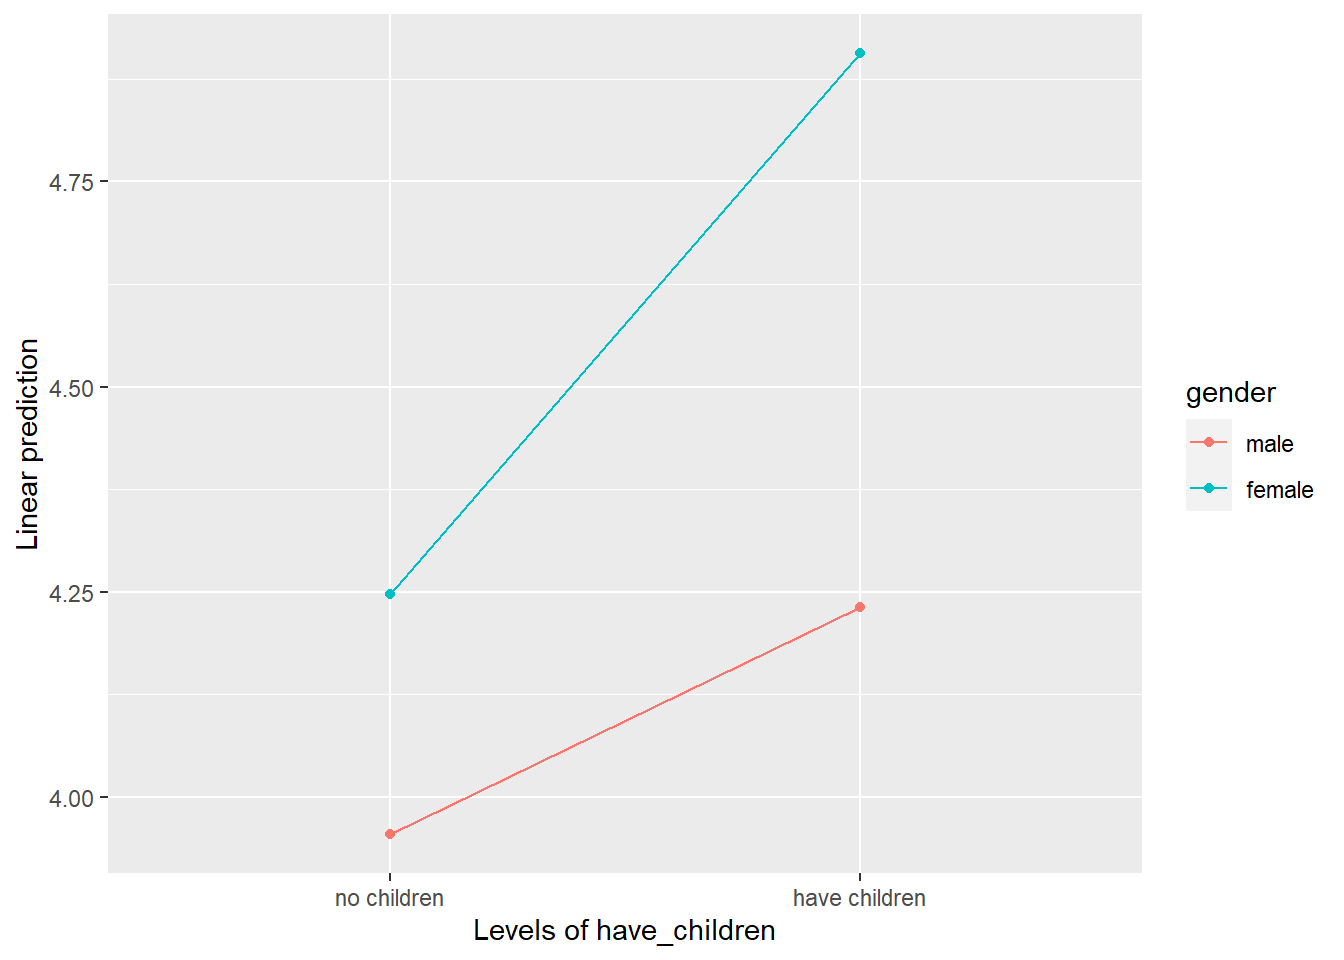 4.75
4.50
4.25
4.00
Linear prediction
no children
have children
Levels of have_children
gender
male
female